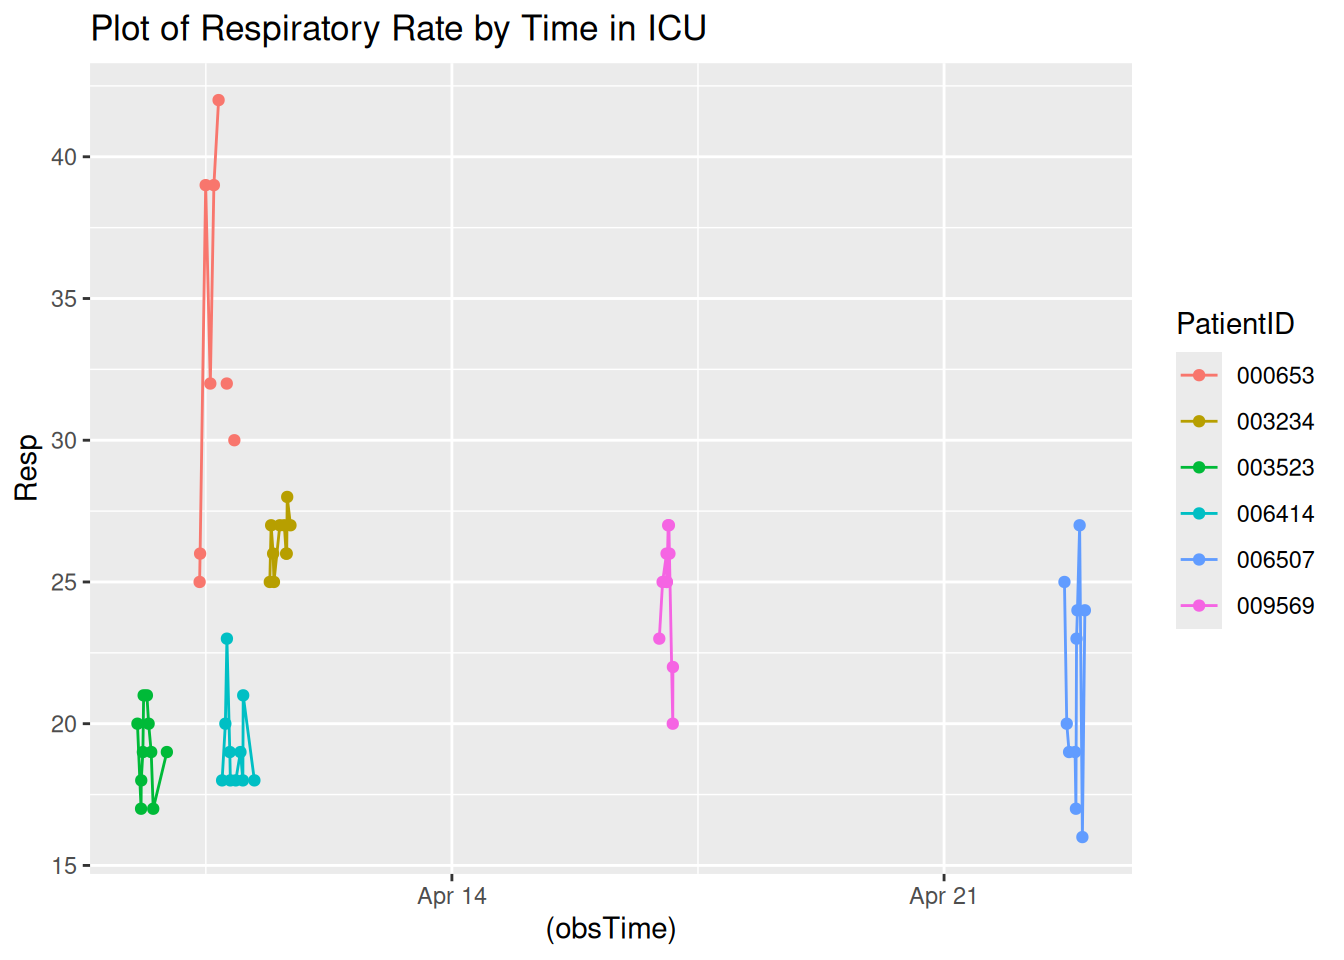 Plot of Respiratory Rate by Time in ICU
40
35
30
25
20
15
Resp
Apr 14
Apr 21
(obsTime)
PatientID
000653
003234
003523
006414
006507
009569